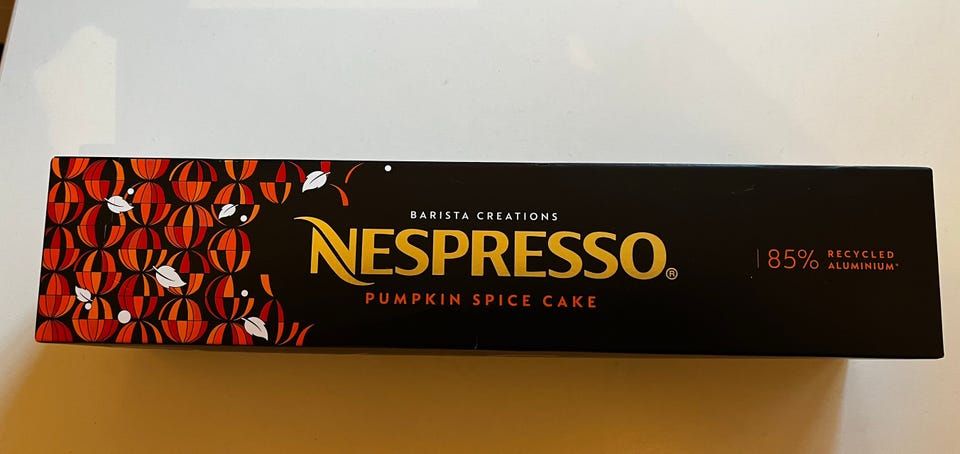 BARISTA CREATIONS
NESPRESSO®
PUMPKIN SPICE CAKE
85% RECYCLED
ALUMINIUM*